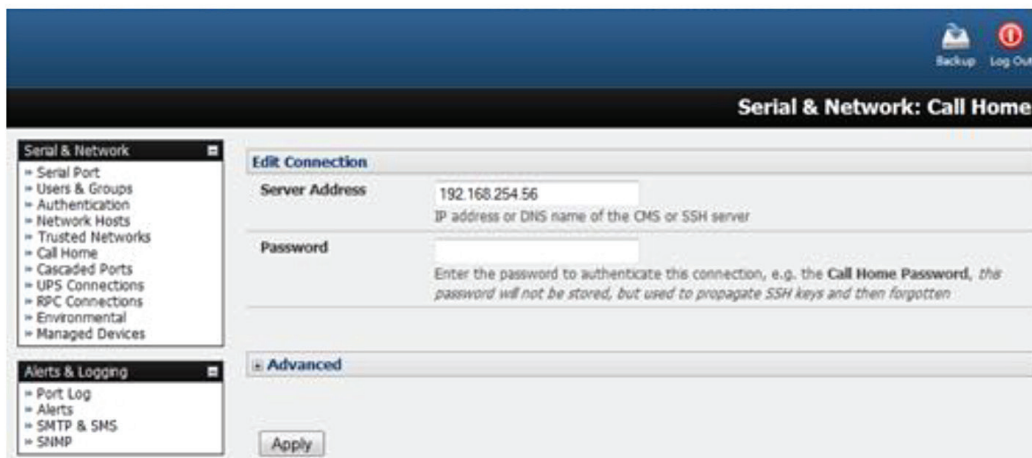 Backup Log Out
Serial & Network: Call Home
Serial & Network
» Serial Port
» Users & Groups
» Authentication
» Network Hosts
» Trusted Networks
» Call Home
» Cascaded Ports
» UPS Connections
» RPC Connections
» Environmental
» Managed Devices
Alerts & Logging
» Port Log
» Alerts
» SMTP & SMS
» SNMP
Edit Connection
Server Address
192.168.254.56
IP address or DNS name of the CMS or SSH server
Password
Enter the password to authenticate this connection, e.g. the Call Home Password, this
password will not be stored, but used to propagate SSH keys and then forgotten
Advanced
Apply